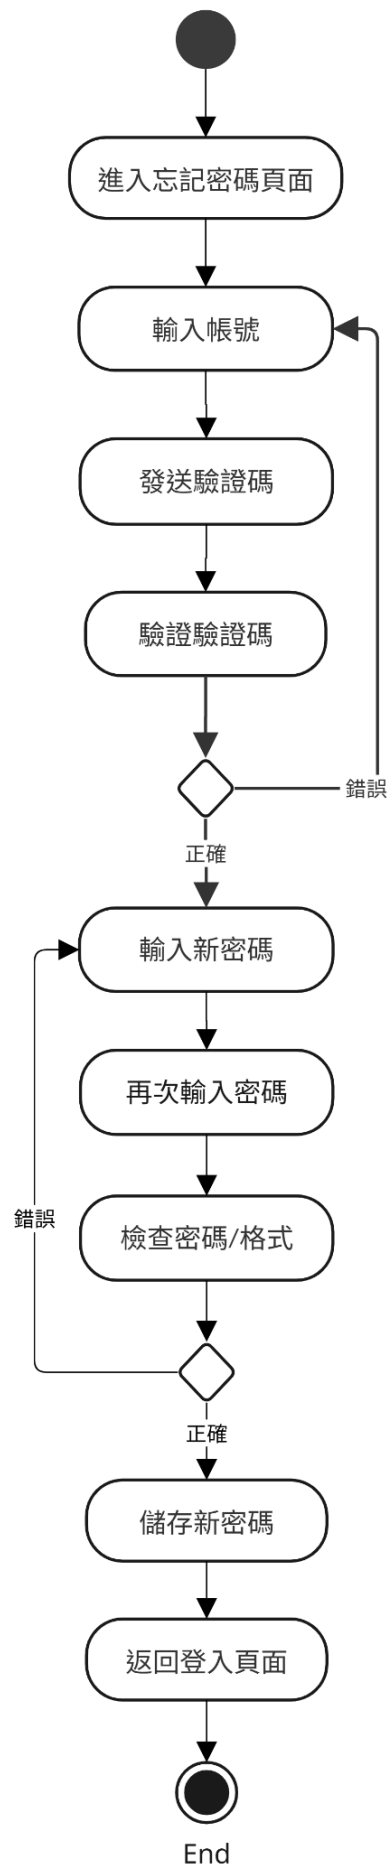 進入忘記密碼頁面
輸入帳號
發送驗證碼
驗證驗證碼
錯誤
正確
輸入新密碼
再次輸入密碼
錯誤
檢查密碼/格式
正確
儲存新密碼
返回登入頁面
End